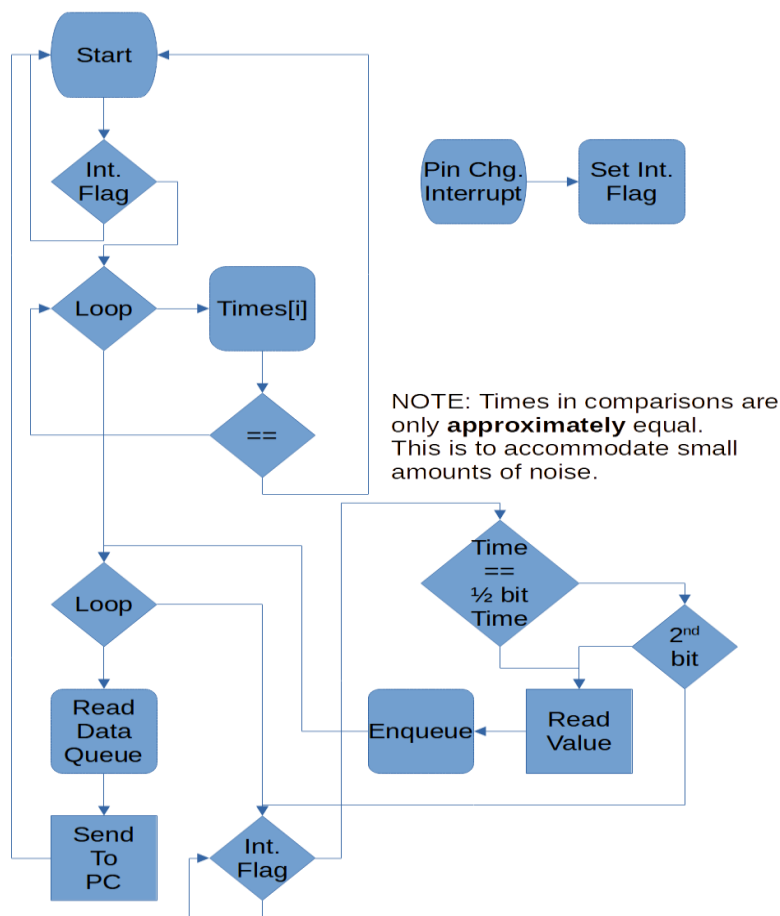 Start
Int.
Flag
Pin Chg.
Interrupt
Set Int.
Flag
Loop
Times[i]
==
NOTE: Times in comparisons are
only approximately equal.
This is to accommodate small
amounts of noise.
Time
==
½ bit
Time
Loop
2nd
bit
Read
Data
Queue
Enqueue
Read
Value
Send
To
PC
Int.
Flag